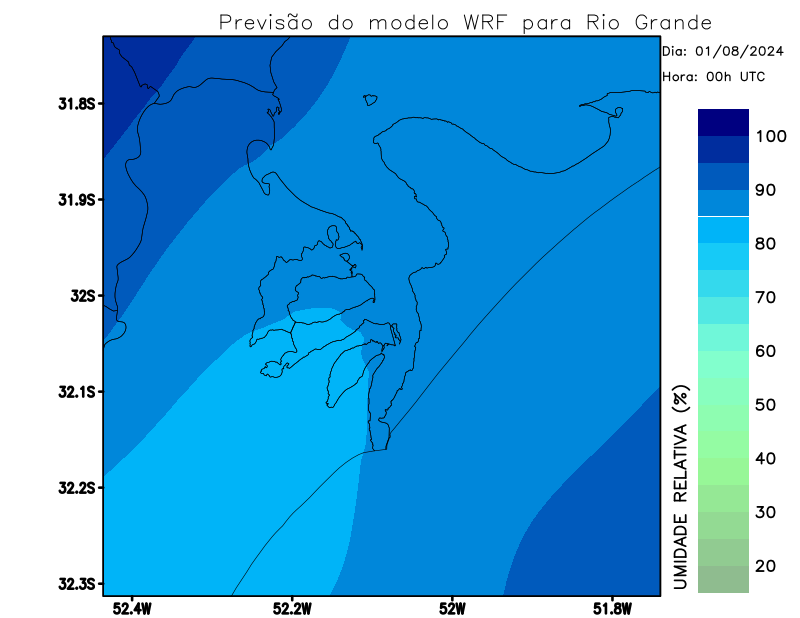 Previsão do modelo WRF para Rio Grande
Dia: 01/08/2024
Hora: 00h UTC
31.8S
31.9S
32S
32.1S
32.2S
32.3S
52.4W
52.2W
52W
51.8W
100
90
80
70
60
50
40
30
20
UMIDADE RELATIVA (%)